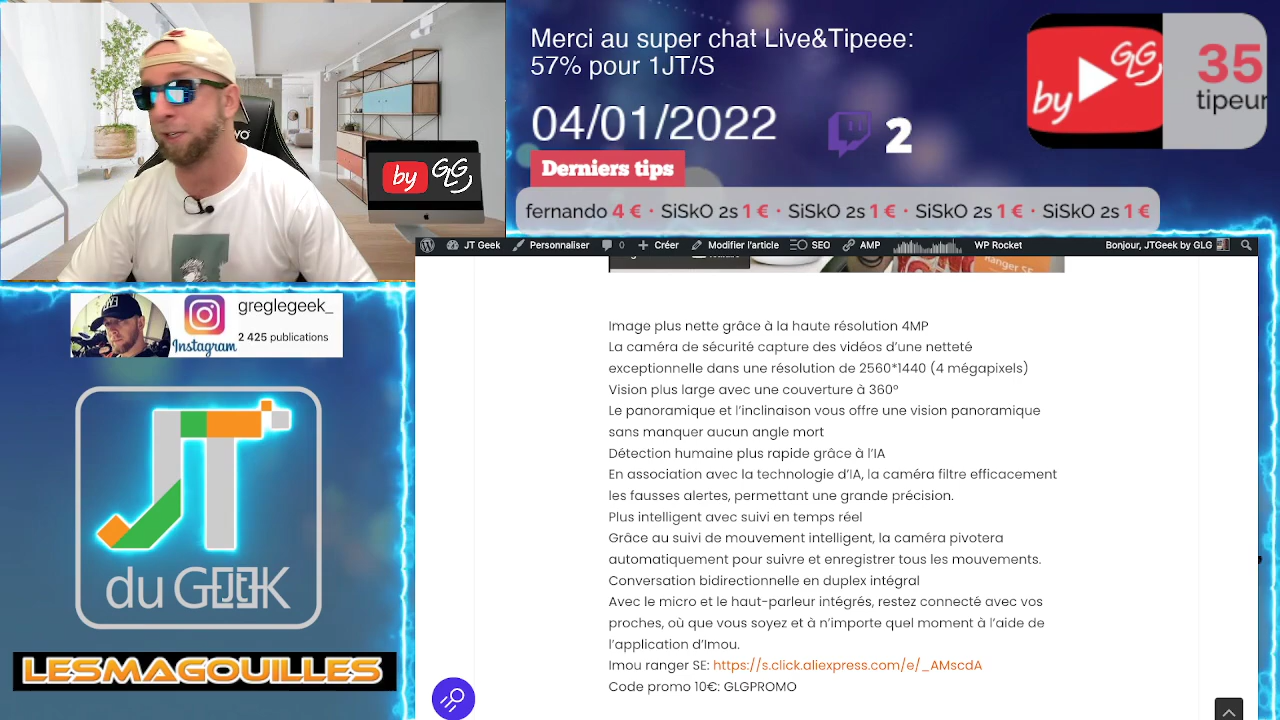 Merci au super chat Live&Tipeee:
57% pour 1JT/S
04/01/2022
2
Derniers tips
fernando 4 € · SiSkO 2s 1 € · SiSkO 2s 1 € · SiSkO 2s 1 € · SiSkO 2s 1 €
by GLG
35
tipeur
by GLG
greglegeek_
2 425 publications
Instagram
JT
du GEEK
LESMAGOUILLES
JT Geek Personnaliser 0 Créer Modifier l'article SEO AMP WP Rocket Bonjour, JTGeek by GLG
Ranger SE
Image plus nette grâce à la haute résolution 4MP
La caméra de sécurité capture des vidéos d'une netteté
exceptionnelle dans une résolution de 2560*1440 (4 mégapixels)
Vision plus large avec une couverture à 360°
Le panoramique et l'inclinaison vous offre une vision panoramique
sans manquer aucun angle mort
Détection humaine plus rapide grâce à l'IA
En association avec la technologie d'IA, la caméra filtre efficacement
les fausses alertes, permettant une grande précision.
Plus intelligent avec suivi en temps réel
Grâce au suivi de mouvement intelligent, la caméra pivotera
automatiquement pour suivre et enregistrer tous les mouvements.
Conversation bidirectionnelle en duplex intégral
Avec le micro et le haut-parleur intégrés, restez connecté avec vos
proches, où que vous soyez et à n'importe quel moment à l'aide de
l'application d'Imou.
Imou ranger SE: https://s.click.aliexpress.com/e/_AMscdA
Code promo 10€: GLGPROMO